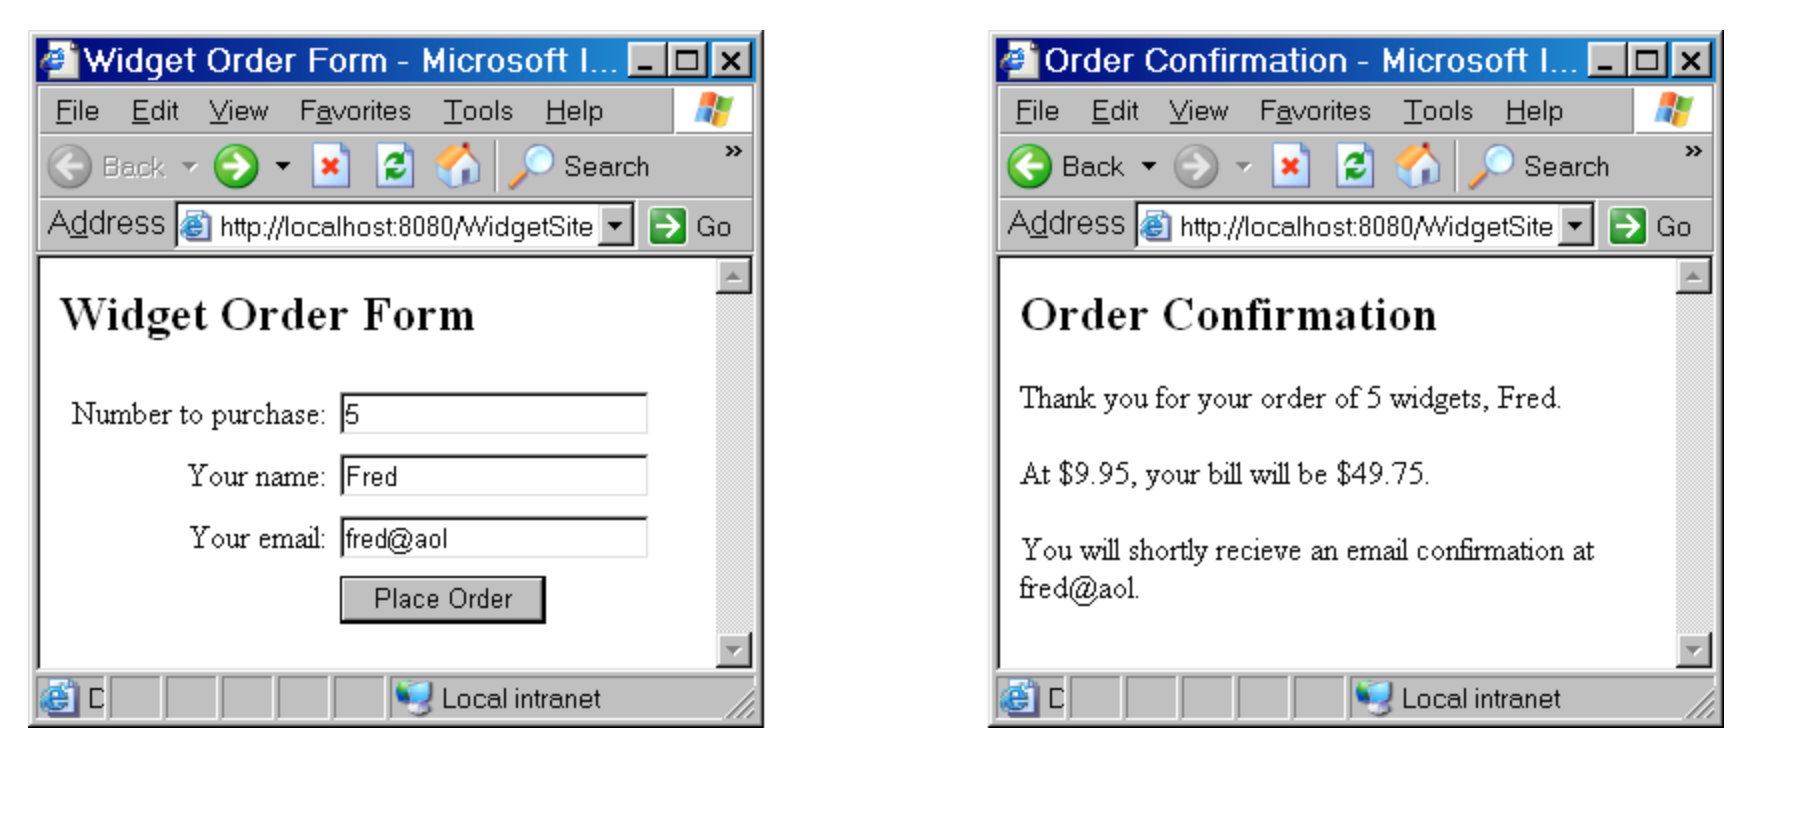 Widget Order Form - Microsoft I...
File Edit View Favorites Tools Help
Back Search »
Address http://localhost:8080/WidgetSite Go
Widget Order Form
Number to purchase: 5
Your name: Fred
Your email: fred@aol
Place Order
D Local intranet
Order Confirmation - Microsoft I...
File Edit View Favorites Tools Help
Back Search »
Address http://localhost:8080/WidgetSite Go
Order Confirmation
Thank you for your order of 5 widgets, Fred.
At $9.95, your bill will be $49.75.
You will shortly recieve an email confirmation at
fred@aol.
D Local intranet